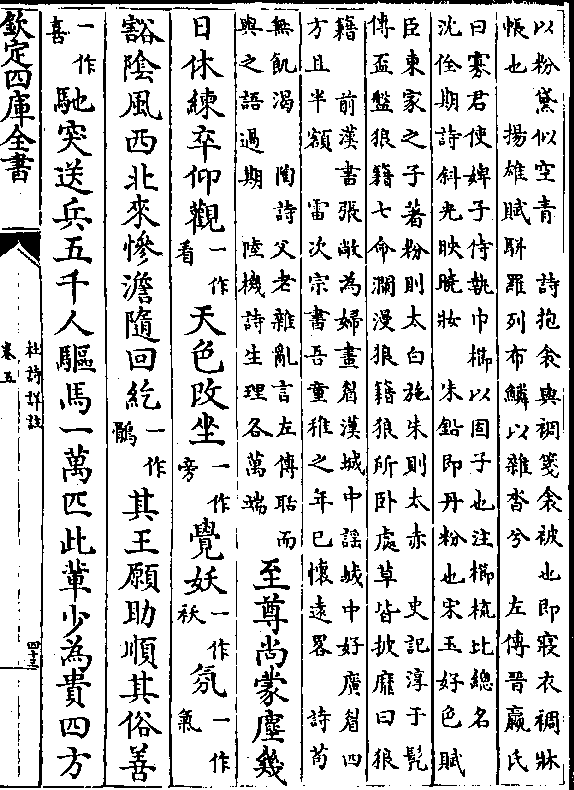 以粉黛似空青　詩抱衾與裯箋衾被也即寢衣裯牀
帳也　揚雄賦駢羅列布鱗以雜沓兮　左傳晉嬴氏
曰寡君使婢子侍執巾櫛以固子也注櫛梳比總名
沈佺期詩斜光映曉妝　朱鉛即丹粉也宋玉好色賦
臣東家之子著粉則太白施朱則太赤　史記淳于髠
傳盃盤狼籍七命瀾漫狼籍狼所卧處草皆披靡曰狼
籍　前漢書張敞為婦畫眉漢城中謡城中好廣眉四
方且半額　雷次宗書吾童稚之年已懷逺畧　詩苟
無飢渴　陶詩父老雜亂言左傳聒而
與之語過期　陸機詩生理各萬端
至尊尚蒙塵幾
日休練卒仰觀一作看天色改坐一作旁覺妖一作祅氛一作氣
豁隂風西北來慘澹隨回紇一作鶻其王願助順其俗善
一作喜馳突送兵五千人驅馬一萬匹此軰少為貴四方
欽定四庫全書
杜詩詳註
卷五
四十三